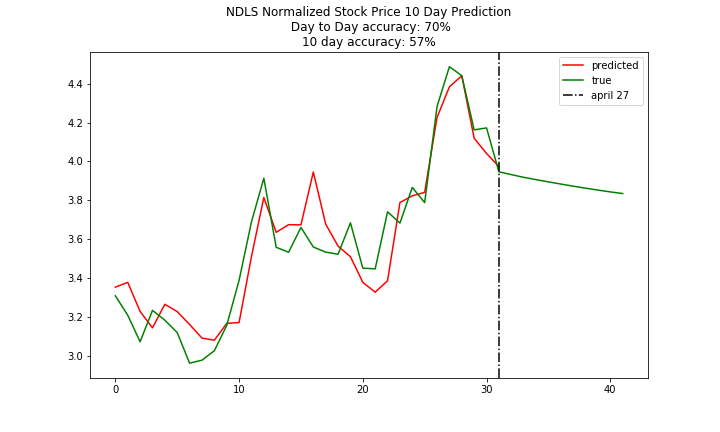 NDLS Normalized Stock Price 10 Day Prediction
Day to Day accuracy: 70%
10 day accuracy: 57%
predicted
true
april 27
4.4
4.2
4.0
3.8
3.6
3.4
3.2
3.0
0 10 20 30 40